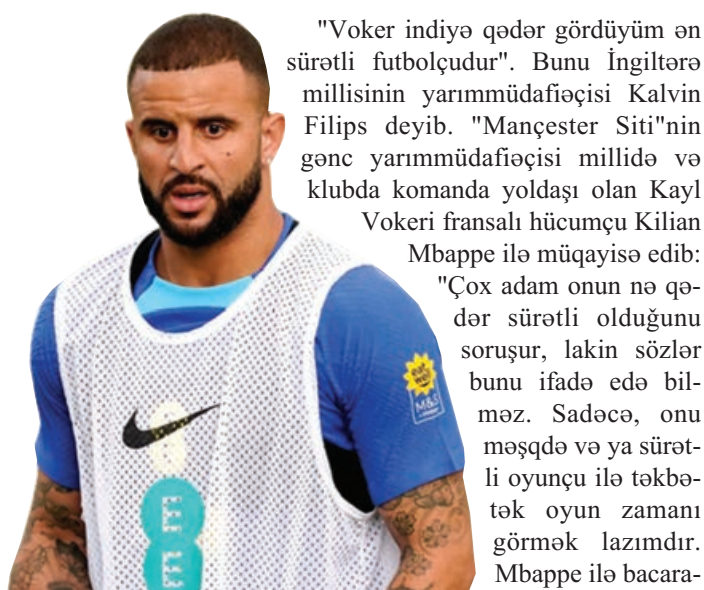 "Voker indiyə qədər gördüyüm ən
sürətli futbolçudur". Bunu İngiltərə
millisinin yarımmüdafiəçisi Kalvin
Filips deyib. "Mançester Siti"nin
gənc yarımmüdafiəçisi millidə və
klubda komanda yoldaşı olan Kayl
Vokeri fransalı hücumçu Kilian
Mbappe ilə müqayisə edib:
"Çox adam onun nə qə-
dər sürətli olduğunu
soruşur, lakin sözlər
bunu ifadə edə bil-
məz. Sadəcə, onu
məşqdə və ya sürət-
li oyunçu ilə təkbə-
tək oyun zamanı
görmək lazımdır.
Mbappe ilə bacara-
eat
well
M&S